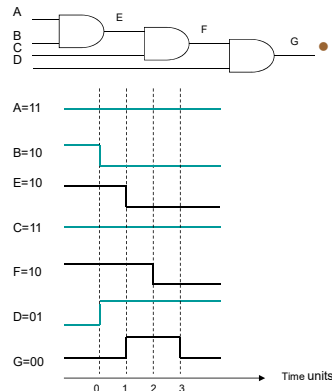 A
E
B
F
C
G
D
A=11
B=10
E=10
C=11
F=10
D=01
G=00
0 1 2 3 Time units